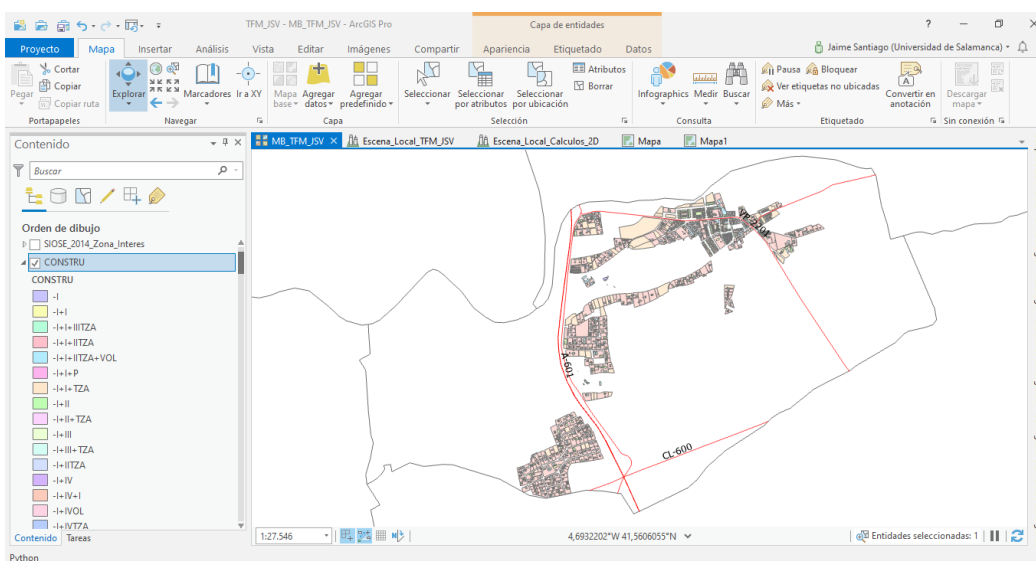 TFM_JSV - MB_TFM_JSV - ArcGIS Pro
Capa de entidades
?
Proyecto Mapa Insertar Análisis Vista Editar Imágenes Compartir Apariencia Etiquetado Datos
Jaime Santiago (Universidad de Salamanca)
Pegar
Cortar
Copiar
Copiar ruta
Portapapeles
Explorar
Marcadores
Ir a XY
Navegar
Mapa base
Agregar datos
Agregar predefinido
Capa
Seleccionar
Seleccionar por atributos
Seleccionar por ubicación
Atributos
Borrar
Selección
Infographics
Medir
Buscar
Consulta
Pausa
Bloquear
Ver etiquetas no ubicadas
Más
Convertir en anotación
Etiquetado
Descargar mapa
Sin conexión
Contenido
Buscar
Orden de dibujo
SIOSE_2014_Zona_Interes
CONSTRU
CONSTRU
-I
-I+I
-I+I+IIITZA
-I+I+IITZA
-I+I+IITZA+VOL
-I+I+P
-I+I+TZA
-I+II
-I+II+TZA
-I+III
-I+III+TZA
-I+IITZA
-I+IV
-I+IV+I
-I+IVOL
-I+IVTZA
Contenido Tareas
Python
MB_TFM_JSV
Escena_Local_TFM_JSV
Escena_Local_Calculos_2D
Mapa
Mapa1
VP-2201
A-601
CL-600
1:27.546
4,6932202°W 41,5606055°N
Entidades seleccionadas: 1